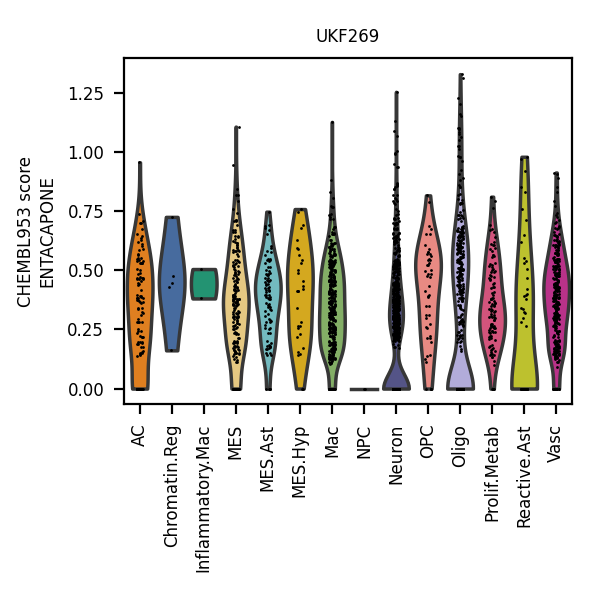 UKF269
CHEMBL953 score
ENTACAPONE
1.25
1.00
0.75
0.50
0.25
0.00
AC
Chromatin.Reg
Inflammatory.Mac
MES
MES.Ast
MES.Hyp
Mac
NPC
Neuron
OPC
Oligo
Prolif.Metab
Reactive.Ast
Vasc